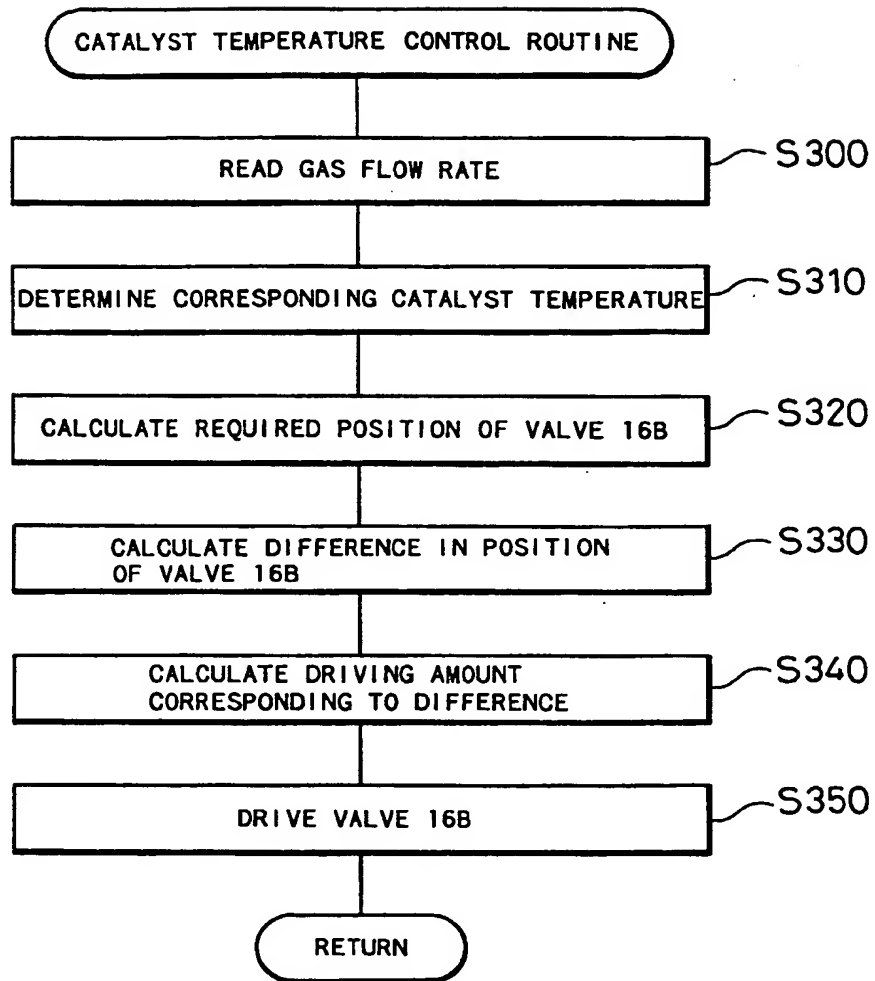 CATALYST TEMPERATURE CONTROL ROUTINE
READ GAS FLOW RATE
S300
DETERMINE CORRESPONDING CATALYST TEMPERATURE
S310
CALCULATE REQUIRED POSITION OF VALVE 16B
S320
CALCULATE DIFFERENCE IN POSITION
OF VALVE 16B
S330
CALCULATE DRIVING AMOUNT
CORRESPONDING TO DIFFERENCE
S340
DRIVE VALVE 16B
S350
RETURN